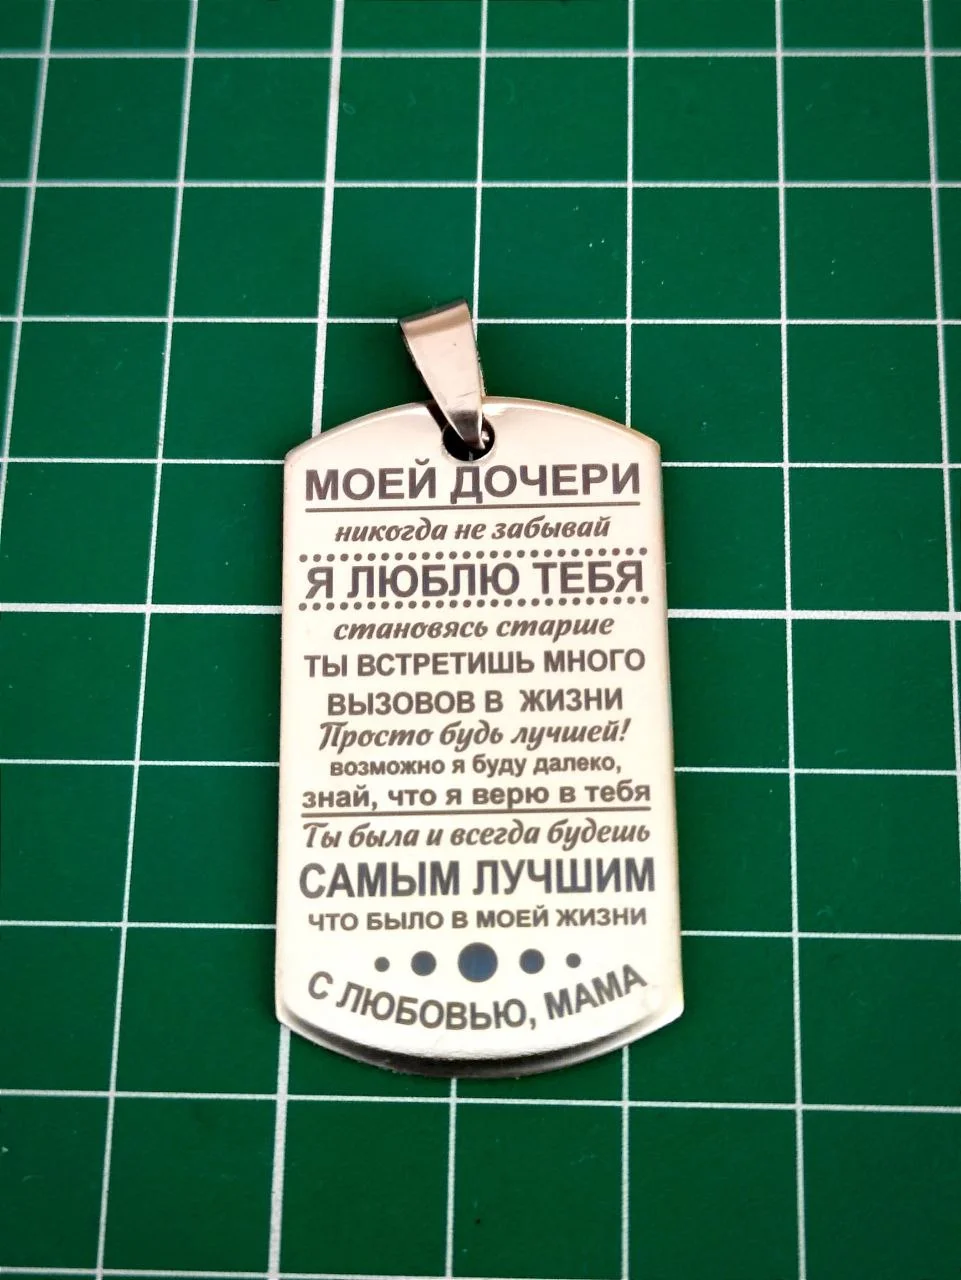 МОЕЙ ДОЧЕРИ
никогда не забывай
Я ЛЮБЛЮ ТЕБЯ
становясь старше
ТЫ ВСТРЕТИШЬ МНОГО
ВЫЗОВОВ В ЖИЗНИ
Просто будь лучшей!
возможно я буду далеко,
знай, что я верю в тебя
Ты была и всегда будешь
САМЫМ ЛУЧШИМ
ЧТО БЫЛО В МОЕЙ ЖИЗНИ
С ЛЮБОВЬЮ, МАМА